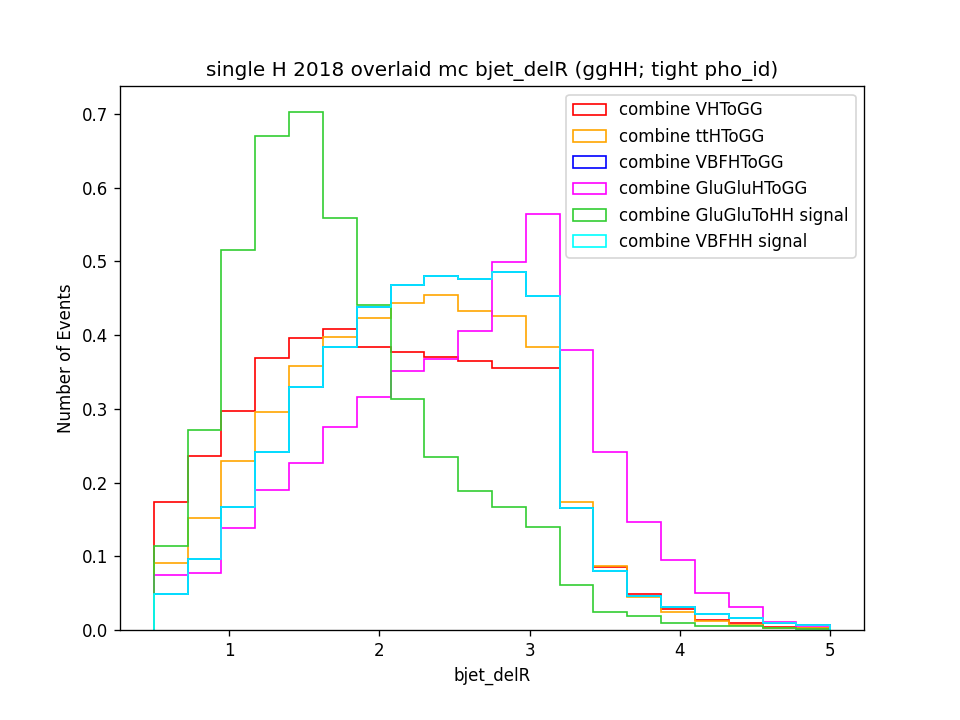 single H 2018 overlaid mc bjet_delR (ggHH; tight pho_id)
combine VHToGG
combine ttHToGG
combine VBFHToGG
combine GluGluHToGG
combine GluGluToHH signal
combine VBFHH signal
Number of Events
0.7
0.6
0.5
0.4
0.3
0.2
0.1
0.0
1
2
3
4
5
bjet_delR